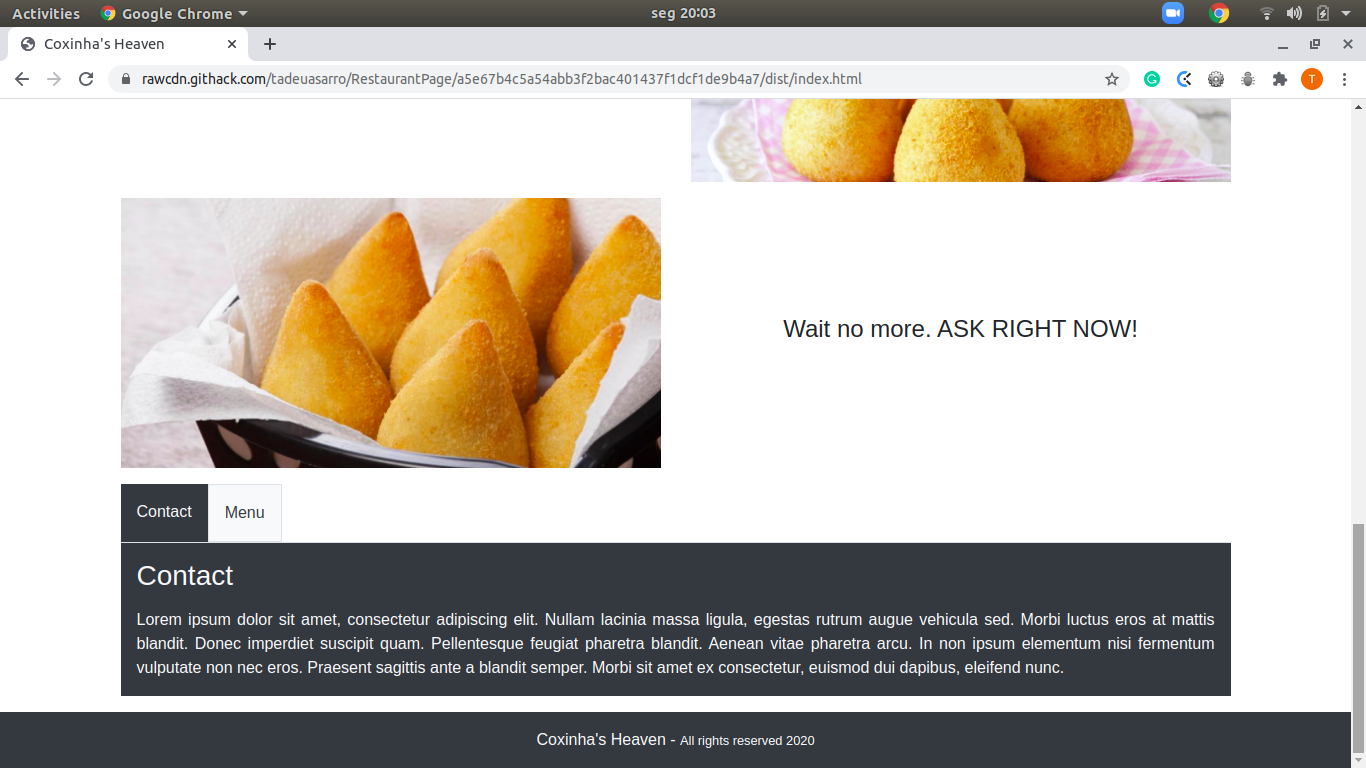 Activities
Google Chrome
seg 20:03
Coxinha's Heaven
rawcdn.githack.com/tadeuasarro/RestaurantPage/a5e67b4c5a54abb3f2bac401437f1dcf1de9b4a7/dist/index.html
T
Wait no more. ASK RIGHT NOW!
Contact
Menu
Contact
Lorem ipsum dolor sit amet, consectetur adipiscing elit. Nullam lacinia massa ligula, egestas rutrum augue vehicula sed. Morbi luctus eros at mattis
blandit. Donec imperdiet suscipit quam. Pellentesque feugiat pharetra blandit. Aenean vitae pharetra arcu. In non ipsum elementum nisi fermentum
vulputate non nec eros. Praesent sagittis ante a blandit semper. Morbi sit amet ex consectetur, euismod dui dapibus, eleifend nunc.
Coxinha's Heaven - All rights reserved 2020